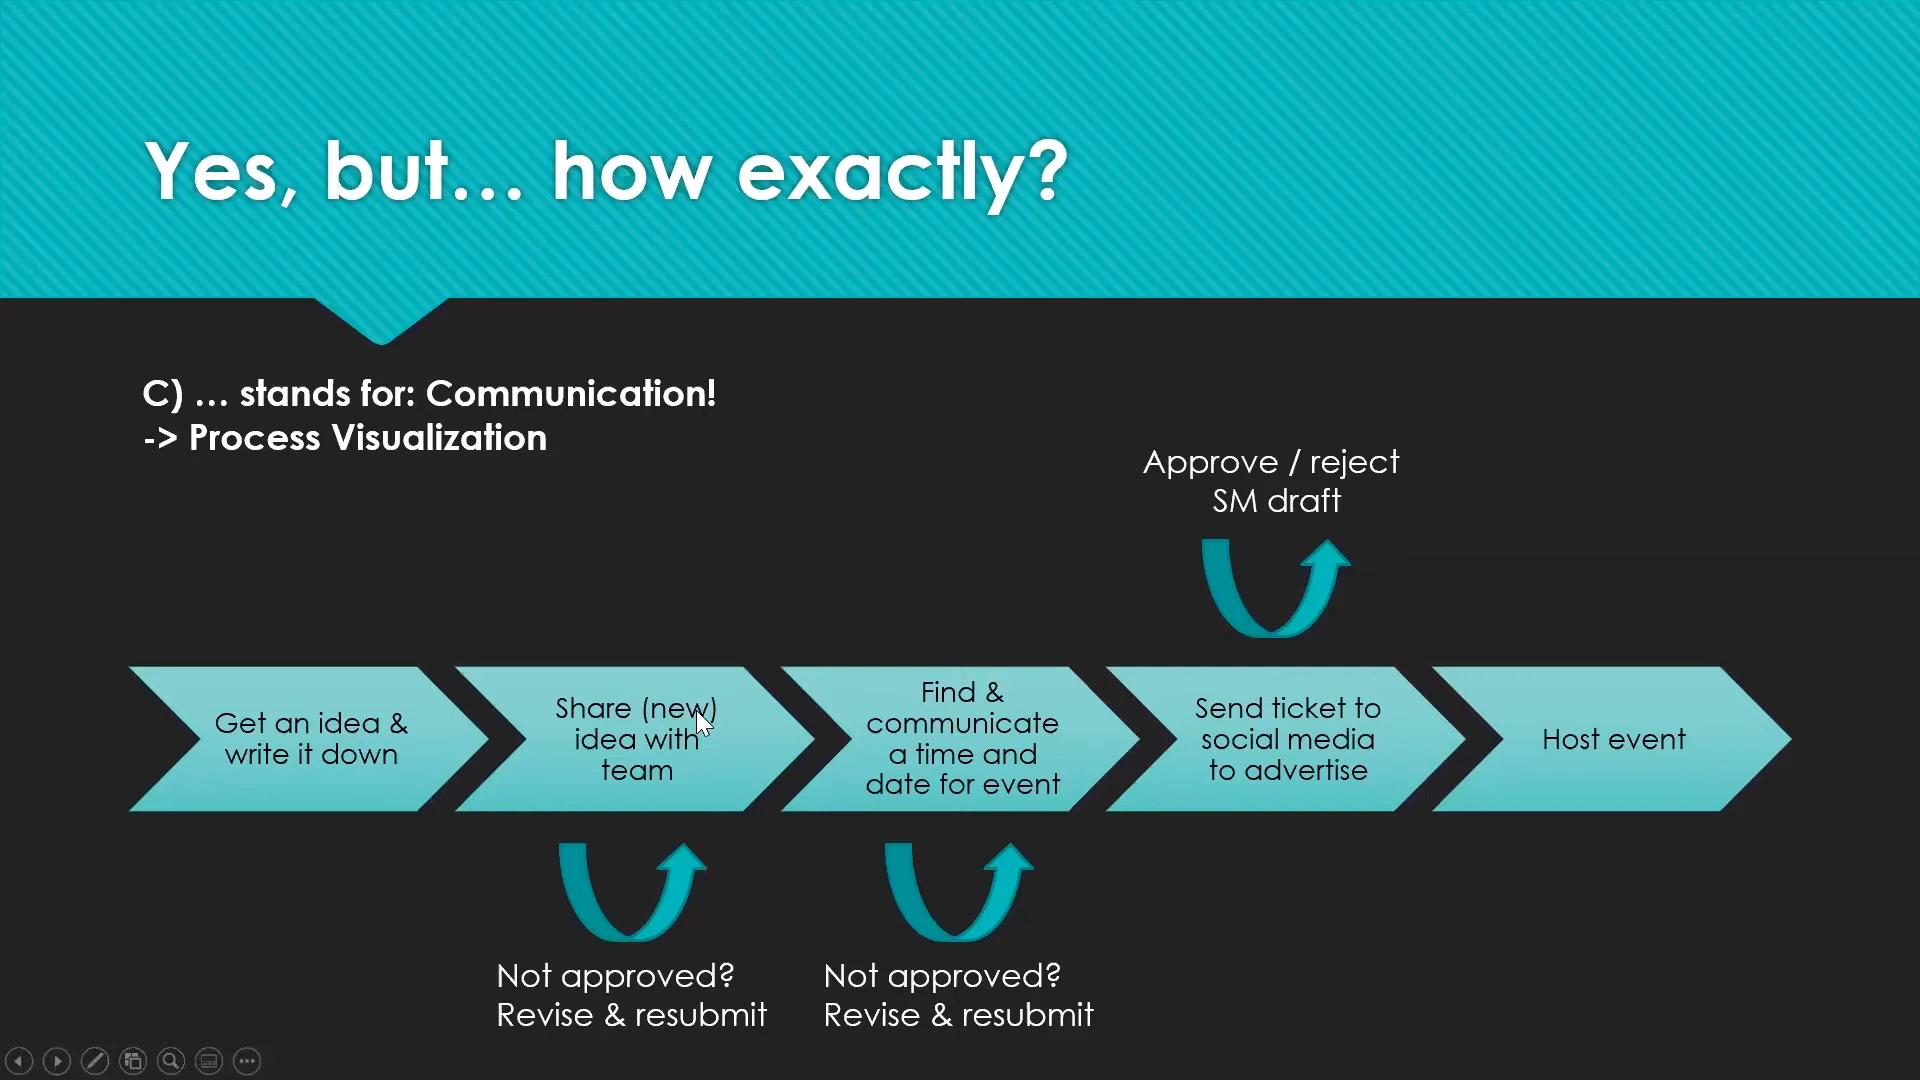 Yes, but... how exactly?
C) ... stands for: Communication!
-> Process Visualization
Approve / reject
SM draft
Get an idea &
write it down
Share (new)
idea with
team
Find &
communicate
a time and
date for event
Send ticket to
social media
to advertise
Host event
Not approved?
Revise & resubmit
Not approved?
Revise & resubmit